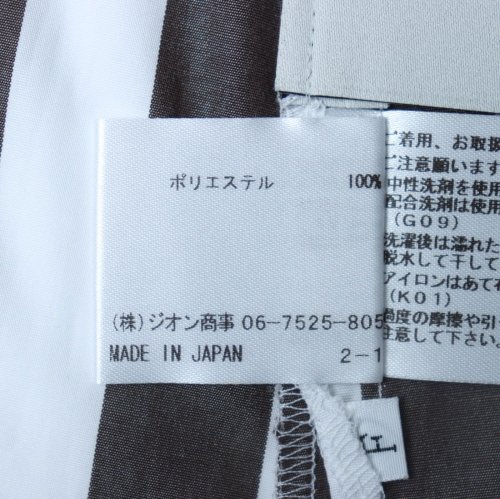 ポリエステル 100%
(株)ジオン商事 06-7525-805
MADE IN JAPAN 2-1
ご着用、お取扱
ご注意願います
中性洗剤を使用
配合洗剤は使用
(G09)
洗濯後は濡れた
脱水して干して
アイロンはあて布
(K01)
過度の摩擦や引っ
注意して下さい。
F